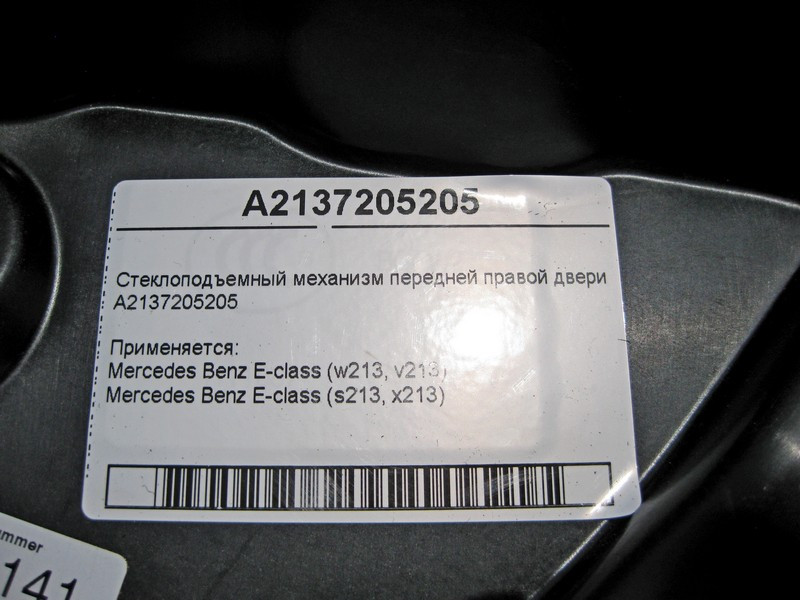 A2137205205
Стеклоподъемный механизм передней правой двери
A2137205205
Применяется:
Mercedes Benz E-class (w213, v213)
Mercedes Benz E-class (s213, x213)
141